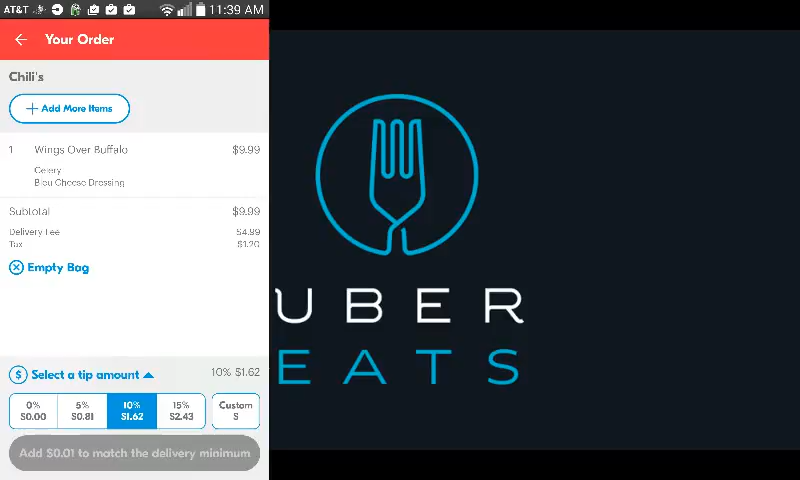 AT&T 11:39 AM
Your Order
Chili's
Add More Items
1 Wings Over Buffalo $9.99
Celery
Bleu Cheese Dressing
Subtotal $9.99
Delivery Fee $4.99
Tax $1.20
Empty Bag
$ Select a tip amount 10% $1.62
0% 5% 10% 15% Custom
$0.00 $0.81 $1.62 $2.43 $
Add $0.01 to match the delivery minimum
UBER
EATS